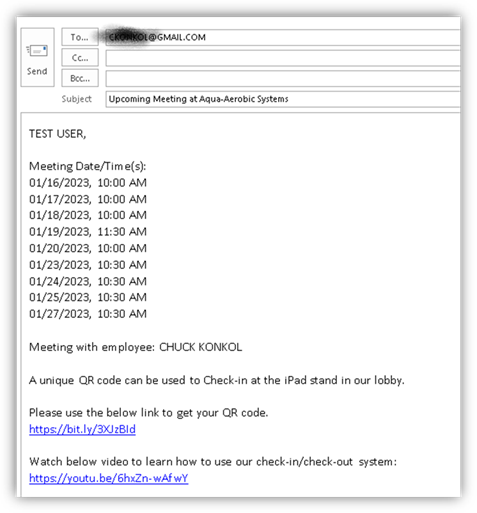 To...
CKONKOL@GMAIL.COM
Cc...
Send
Bcc...
Subject Upcoming Meeting at Aqua-Aerobic Systems
TEST USER,
Meeting Date/Time(s):
01/16/2023, 10:00 AM
01/17/2023, 10:00 AM
01/18/2023, 10:00 AM
01/19/2023, 11:30 AM
01/20/2023, 10:00 AM
01/23/2023, 10:30 AM
01/24/2023, 10:30 AM
01/25/2023, 10:30 AM
01/27/2023, 10:30 AM
Meeting with employee: CHUCK KONKOL
A unique QR code can be used to Check-in at the iPad stand in our lobby.
Please use the below link to get your QR code.
https://bit.ly/3XJzBId
Watch below video to learn how to use our check-in/check-out system:
https://youtu.be/6hxZn-wAfwY